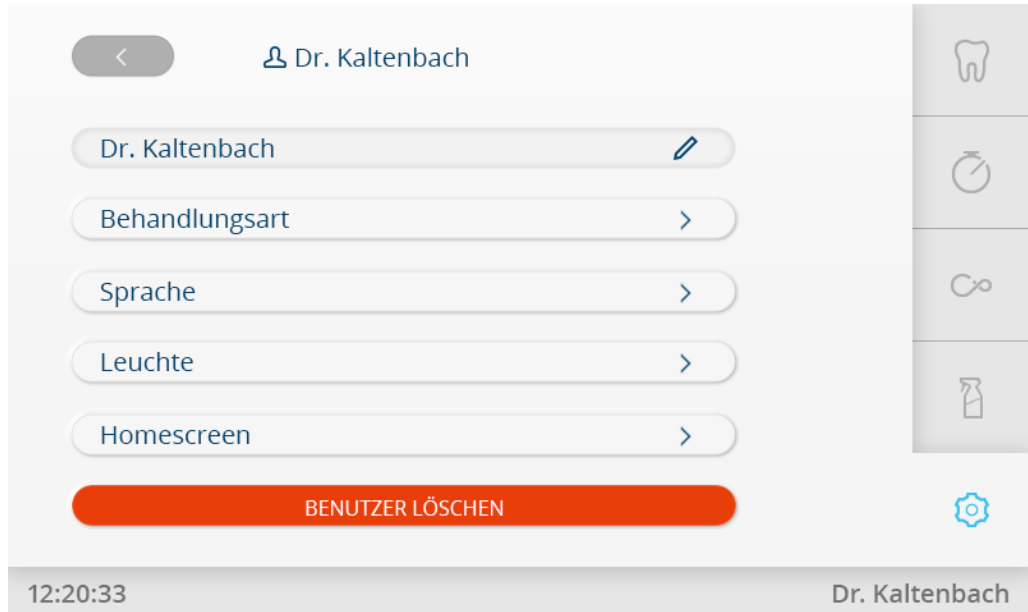 Dr. Kaltenbach
Dr. Kaltenbach
Behandlungsart
Sprache
Leuchte
Homescreen
BENUTZER LÖSCHEN
12:20:33
Dr. Kaltenbach